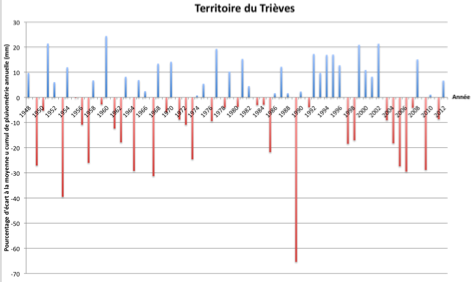 Territoire du Trièves
Pourcentage d'écart à la moyenne u cumul de pluviométrie annuelle (mm)
30
20
10
0
-10
-20
-30
-40
-50
-60
-70
1948 1950 1952 1954 1956 1958 1960 1962 1964 1966 1968 1970 1972 1974 1976 1978 1980 1982 1984 1986 1988 1990 1992 1994 1996 1998 2000 2002 2004 2006 2008 2010 2012
Année